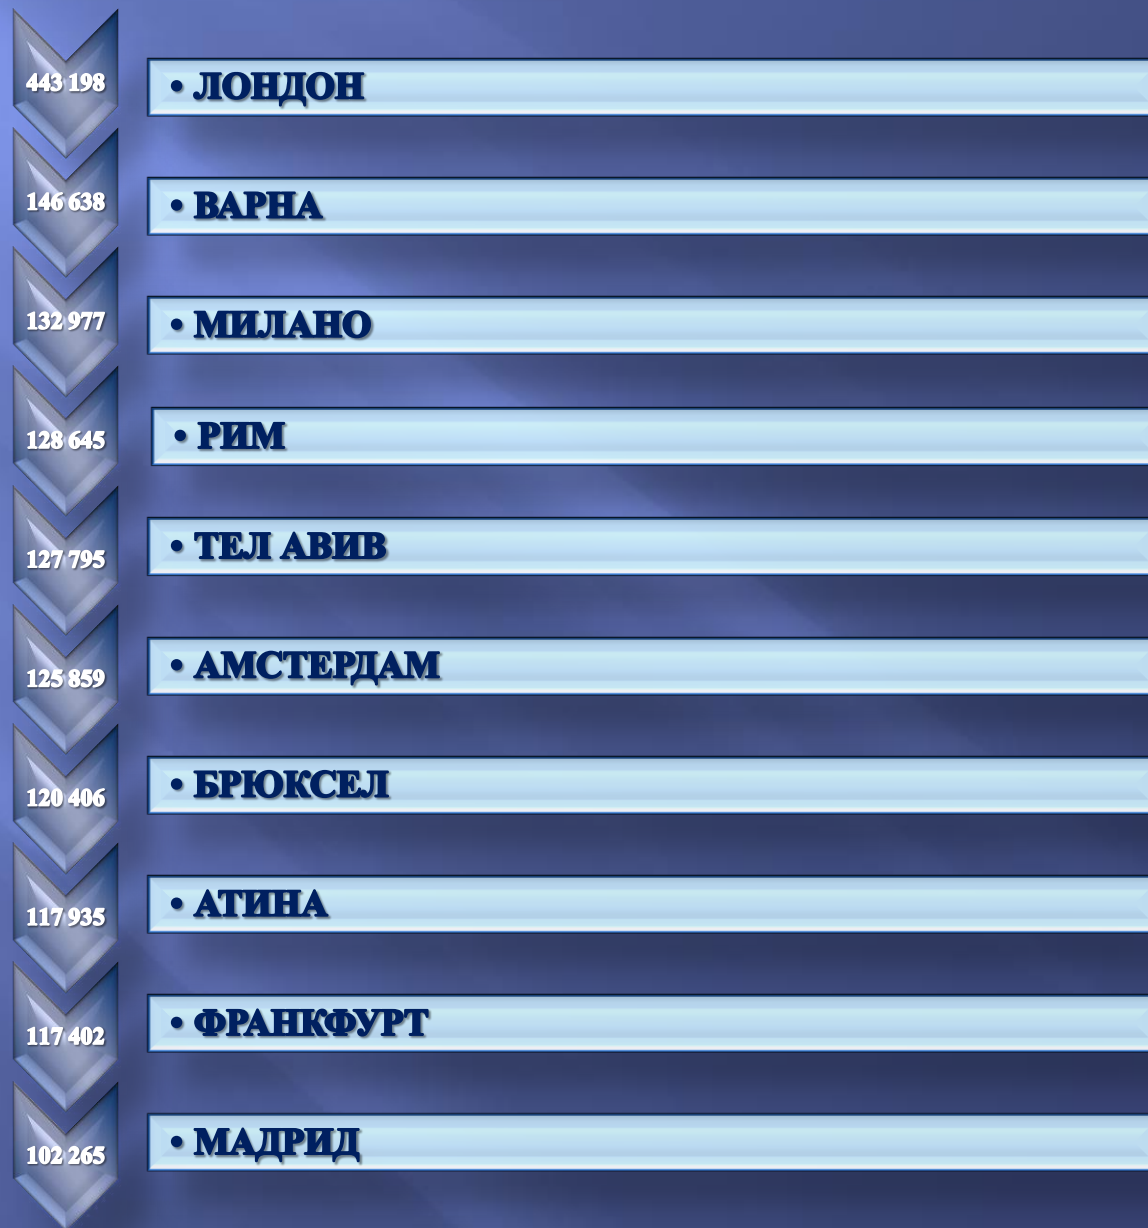 443 198 • ЛОНДОН
146 638 • ВАРНА
132 977 • МИЛАНО
128 645 • РИМ
127 795 • ТЕЛ АВИВ
125 859 • АМСТЕРДАМ
120 406 • БРЮКСЕЛ
117 935 • АТИНА
117 402 • ФРАНКФУРТ
102 265 • МАДРИД